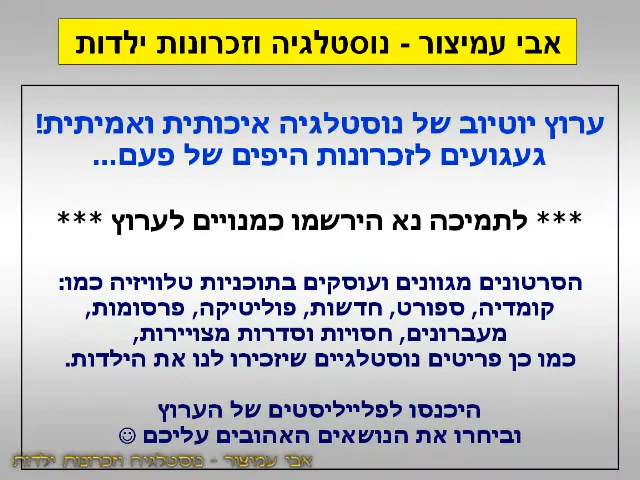 אבי עמיצור - נוסטלגיה וזכרונות ילדות
ערוץ יוטיוב של נוסטלגיה איכותית ואמיתית!
געגועים לזכרונות היפים של פעם...
*** לתמיכה נא הירשמו כמנויים לערוץ ***
הסרטונים מגוונים ועוסקים בתוכניות טלוויזיה כמו:
קומדיה, ספורט, חדשות, פוליטיקה, פרסומות,
מעברונים, חסויות וסדרות מצויירות,
כמו כן פריטים נוסטלגיים שיזכירו לנו את הילדות.
היכנסו לפלייליסטים של הערוץ
וביחרו את הנושאים האהובים עליכם ☺
אבי עמיצור - נוסטלגיה וזכרונות ילדות